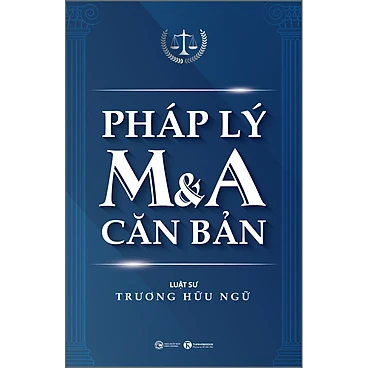 PHÁP LÝ
M&A
CĂN BẢN
LUẬT SƯ
TRƯƠNG HỮU NGỮ